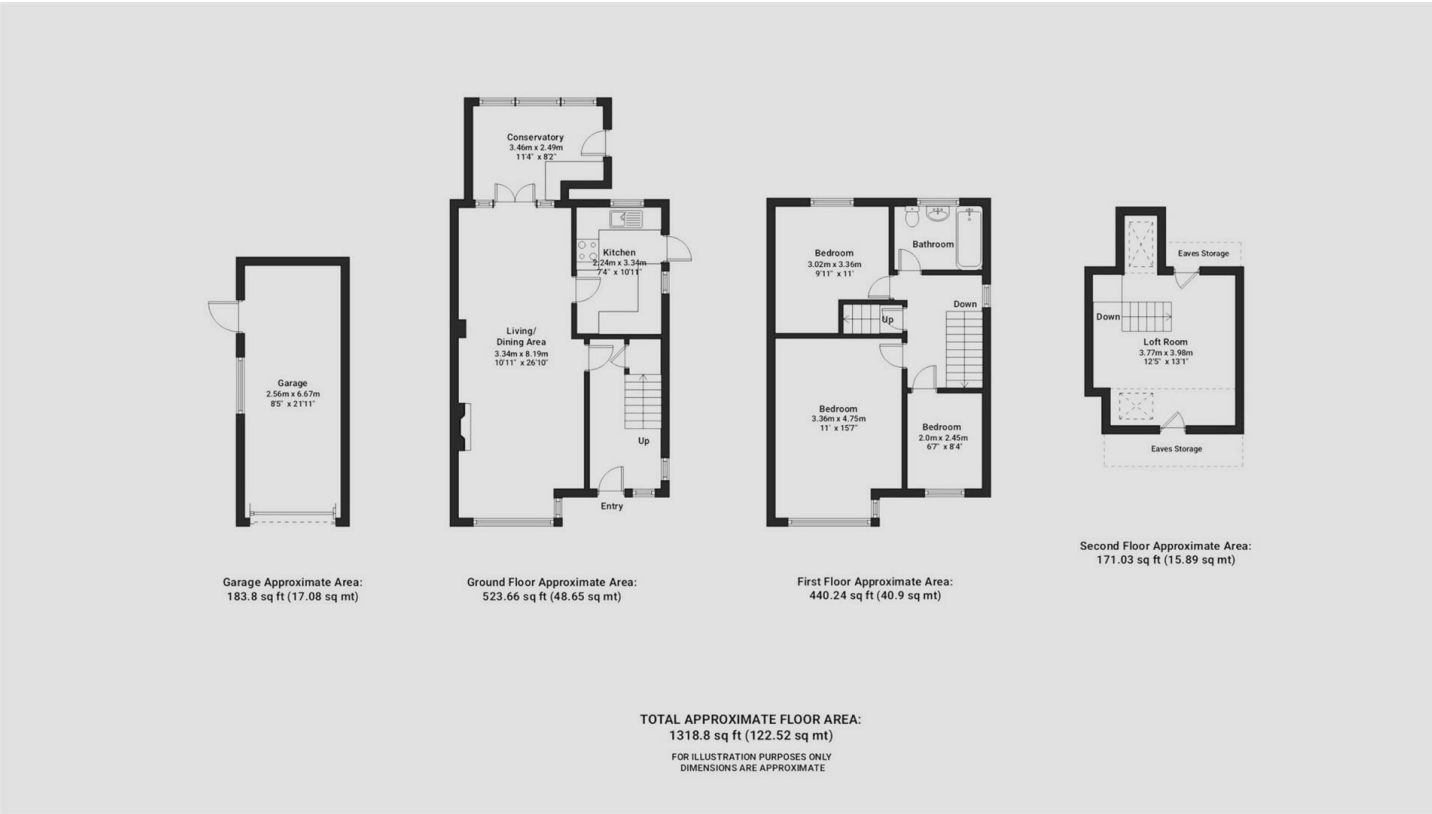 Conservatory
3.46m x 2.49m
11'4" x 8'2"
Kitchen
2.24m x 3.34m
7'4" x 10'11"
Living/
Dining Area
3.34m x 8.19m
10'11" x 26'10"
Up
Entry
Garage
2.56m x 6.67m
8'5" x 21'11"
Bedroom
3.02m x 3.36m
9'11" x 11'
Bathroom
Down
Up
Bedroom
3.36m x 4.75m
11' x 15'7"
Bedroom
2.0m x 2.45m
6'7" x 8'4"
Eaves Storage
Down
Loft Room
3.77m x 3.98m
12'5" x 13'1"
Eaves Storage
Garage Approximate Area:
183.8 sq ft (17.08 sq mt)
Ground Floor Approximate Area:
523.66 sq ft (48.65 sq mt)
First Floor Approximate Area:
440.24 sq ft (40.9 sq mt)
Second Floor Approximate Area:
171.03 sq ft (15.89 sq mt)
TOTAL APPROXIMATE FLOOR AREA:
1318.8 sq ft (122.52 sq mt)
FOR ILLUSTRATION PURPOSES ONLY
DIMENSIONS ARE APPROXIMATE